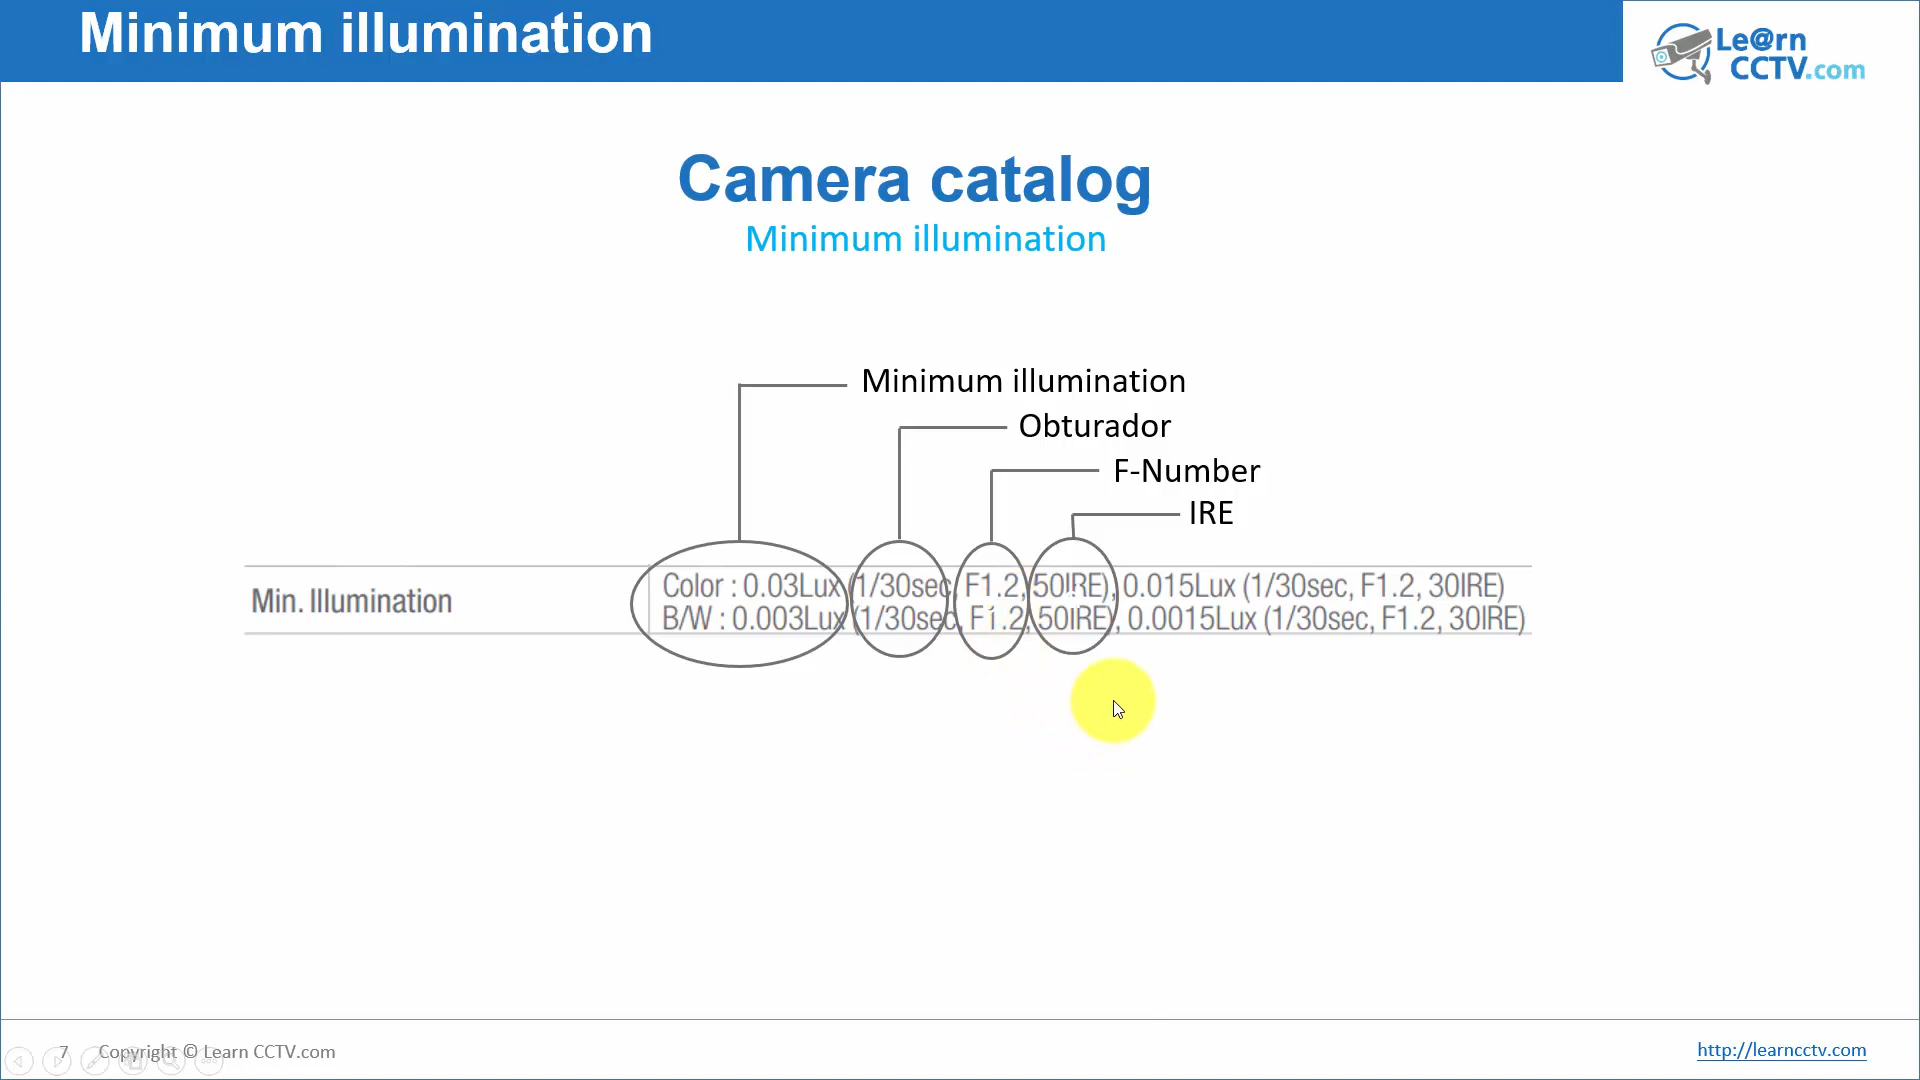 Minimum illumination
Le@rn
CCTV.com
Camera catalog
Minimum illumination
Minimum illumination
Obturador
F-Number
IRE
Min. Illumination
Color : 0.03Lux (1/30sec, F1.2, 50IRE), 0.015Lux (1/30sec, F1.2, 30IRE)
B/W : 0.003Lux (1/30sec, F1.2, 50IRE), 0.0015Lux (1/30sec, F1.2, 30IRE)
7 Copyright © Learn CCTV.com
http://learncctv.com